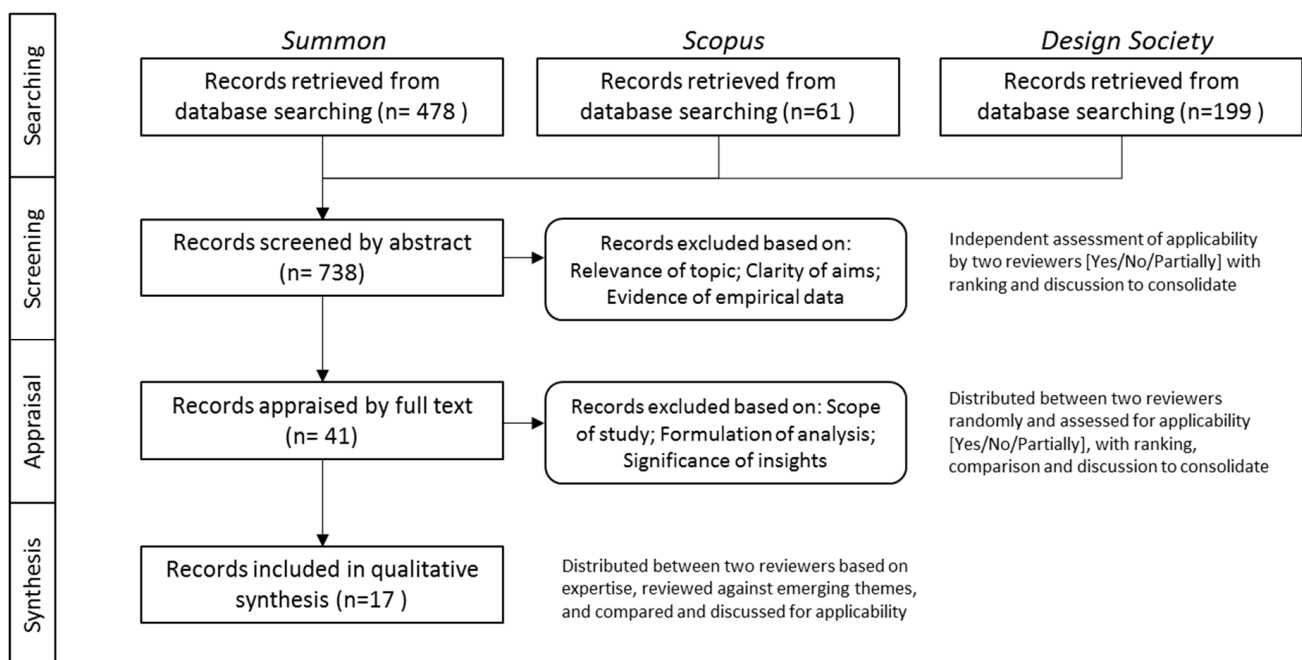 Searching
Summon
Records retrieved from
database searching (n= 478 )
Scopus
Records retrieved from
database searching (n=61 )
Design Society
Records retrieved from
database searching (n=199 )
Screening
Records screened by abstract
(n= 738)
Records excluded based on:
Relevance of topic; Clarity of aims;
Evidence of empirical data
Independent assessment of applicability
by two reviewers [Yes/No/Partially] with
ranking and discussion to consolidate
Appraisal
Records appraised by full text
(n= 41)
Records excluded based on: Scope
of study; Formulation of analysis;
Significance of insights
Distributed between two reviewers
randomly and assessed for applicability
[Yes/No/Partially], with ranking,
comparison and discussion to consolidate
Synthesis
Records included in qualitative
synthesis (n=17 )
Distributed between two reviewers based on
expertise, reviewed against emerging themes,
and compared and discussed for applicability